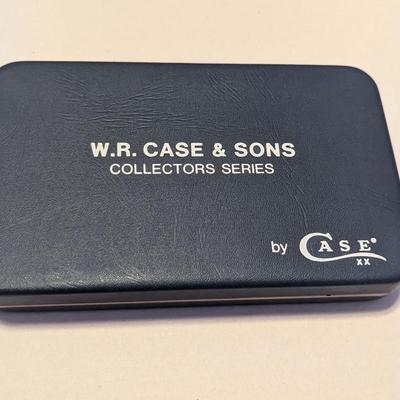 W.R. CASE & SONS
COLLECTORS SERIES
by CASE®
XX